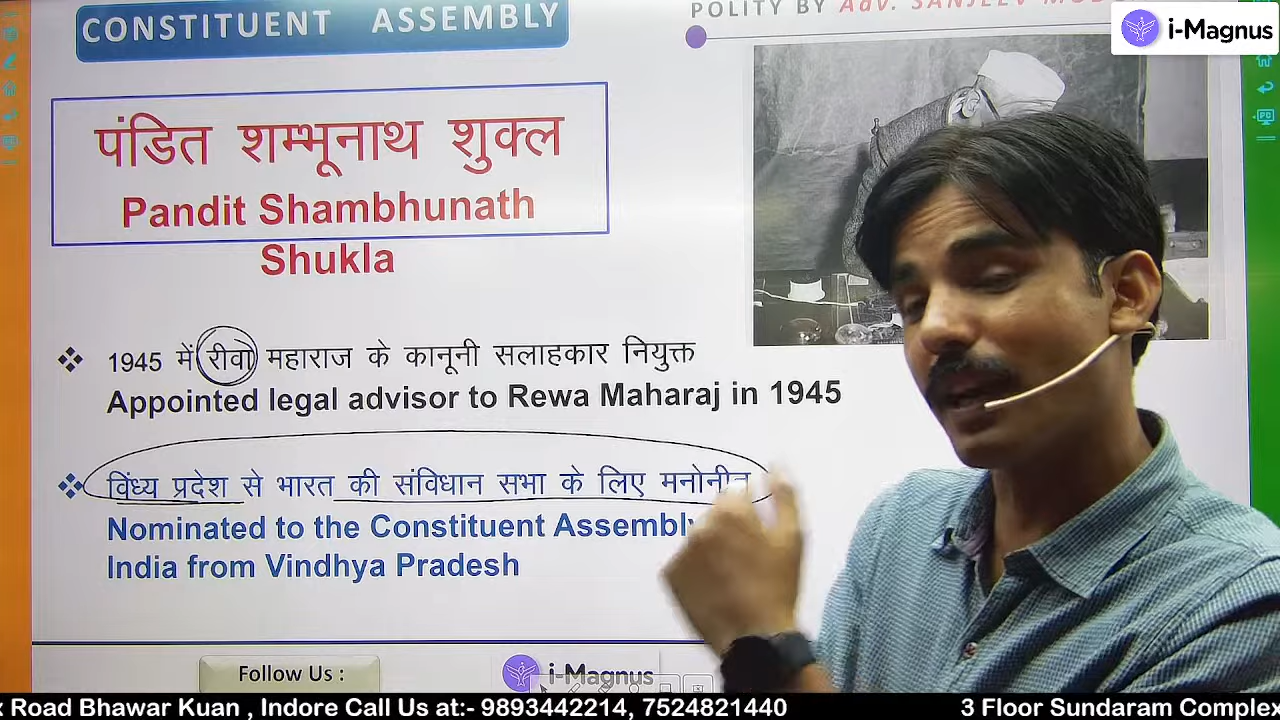 CONSTITUENT ASSEMBLY
POLITY BY Adv. SANJEEV
i-Magnus
पंडित शम्भूनाथ शुक्ल
Pandit Shambhunath
Shukla
❖ 1945 में रीवा महाराज के कानूनी सलाहकार नियुक्त
Appointed legal advisor to Rewa Maharaj in 1945
❖ विंध्य प्रदेश से भारत की संविधान सभा के लिए मनोनीत
Nominated to the Constituent Assembly
India from Vindhya Pradesh
Follow Us :
i-Magnus
x Road Bhawar Kuan , Indore Call Us at:- 9893442214, 7524821440 3 Floor Sundaram Complex